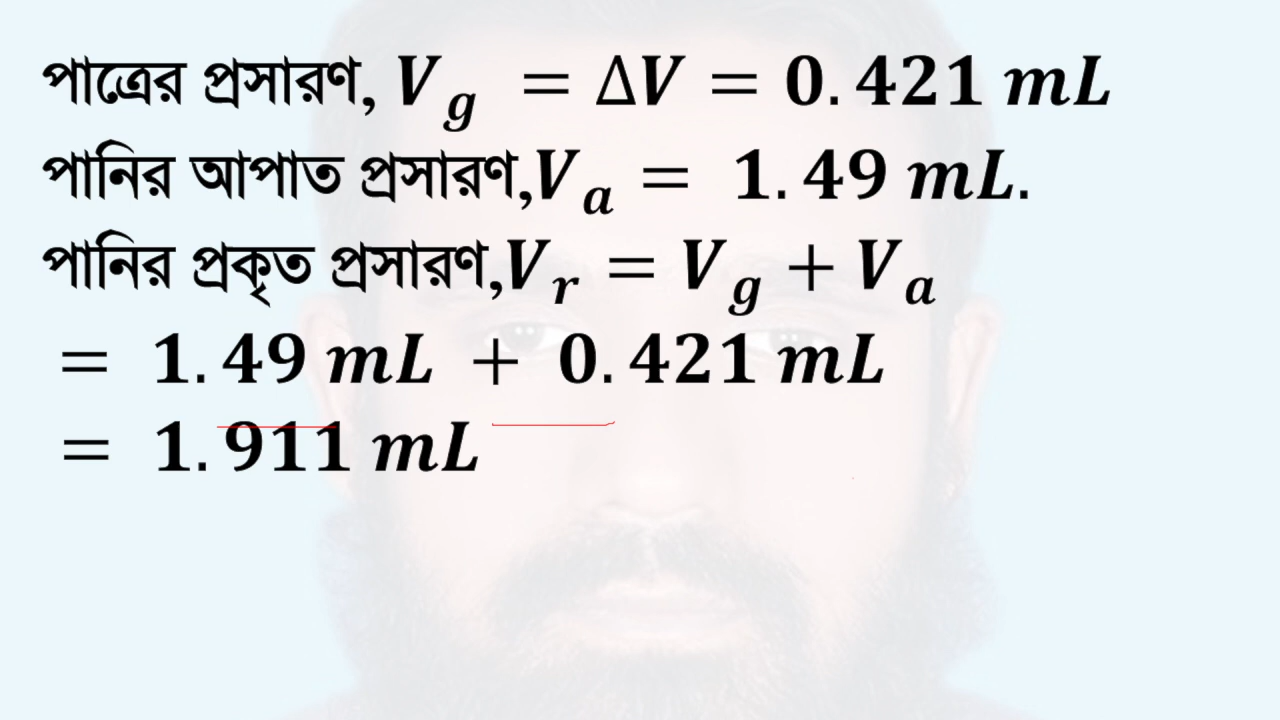 পাত্রের প্রসারণ, V_g = ΔV = 0.421 mL
পানির আপাত প্রসারণ,V_a = 1.49 mL.
পানির প্রকৃত প্রসারণ,V_r = V_g + V_a
= 1.49 mL + 0.421 mL
= 1.911 mL